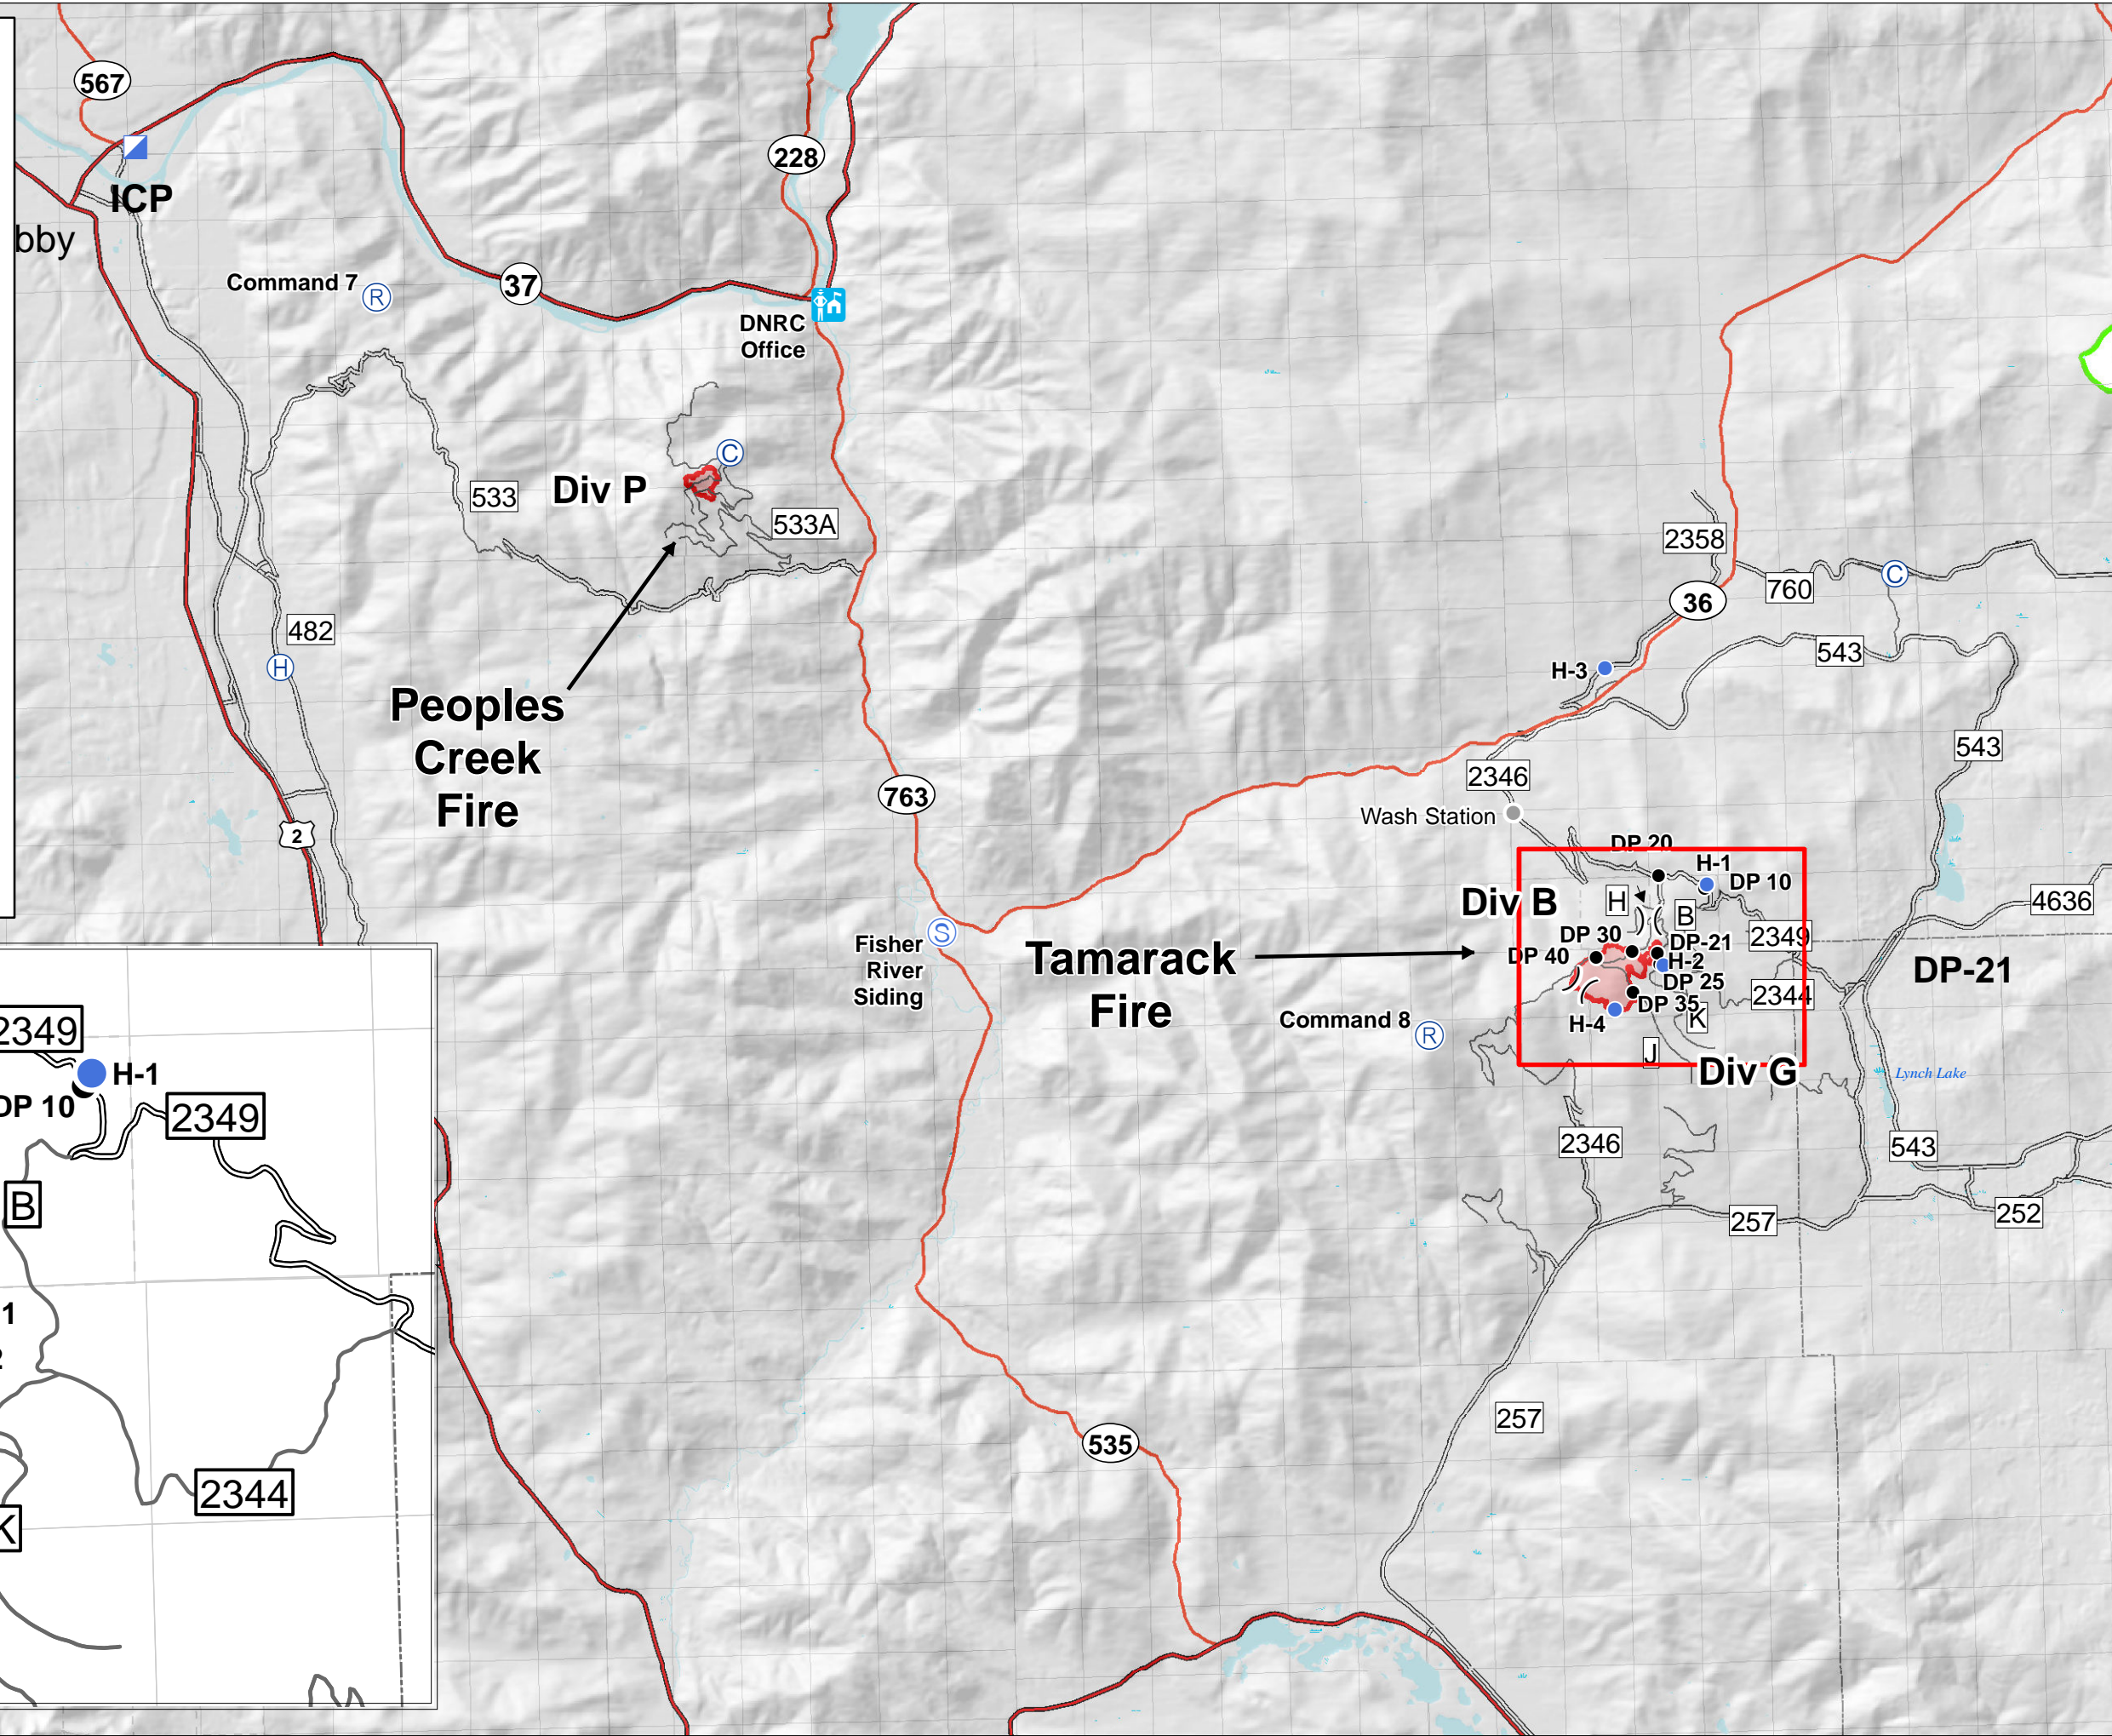 567
ICP
bby
Command 7
R
37
228
DNRC
Office
C
Div P
533
533A
482
H
Peoples
Creek
Fire
2
763
S
Fisher
River
Siding
Tamarack
Fire
Command 8
R
2358
760
C
36
543
H-3
543
2346
Wash Station
DP 20
H-1
DP 10
Div B
H
B
4636
2349
DP 30
DP-21
DP 40
H-2
DP 25
DP-21
2344
DP 35
H-4
K
J
Div G
Lynch Lake
2346
543
257
252
257
535
2349
H-1
DP 10
2349
B
1
2344
K